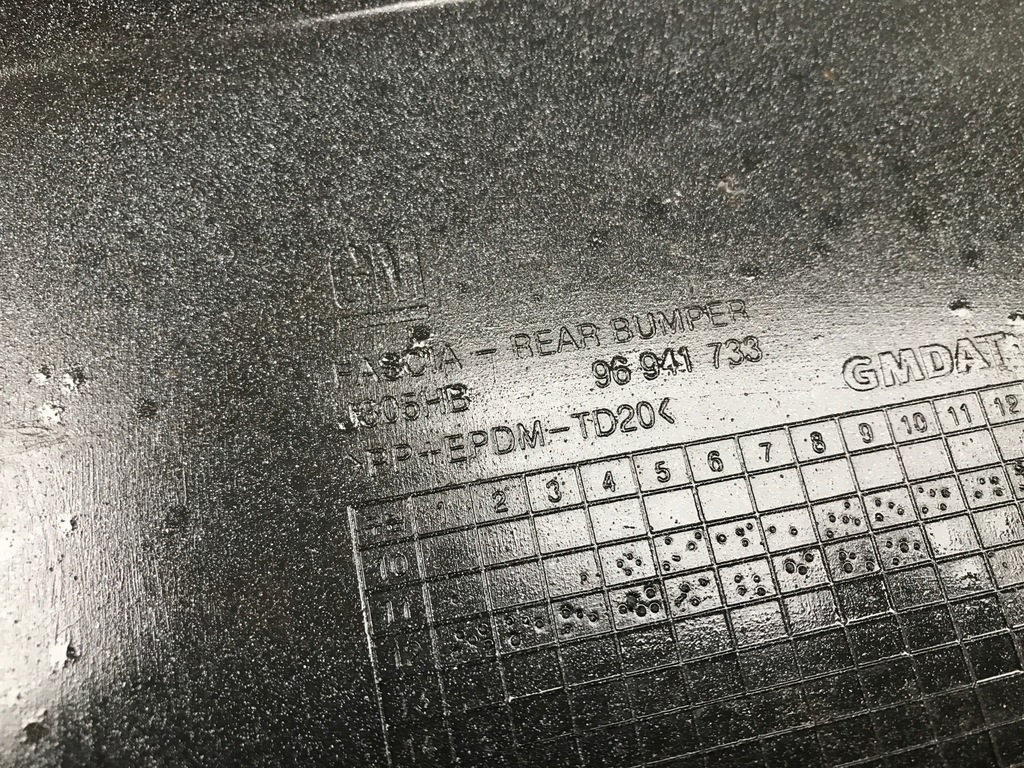 GM
FASCIA - REAR BUMPER
J305HB 96 941 733
>PP+EPDM-TD20<
GMDAT
2 3 4 5 6 7 8 9 10 11 12
10
11